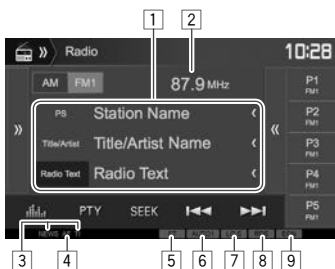 1 2
Radio 10:28
AM FM1 87.9 MHz P1 FM1
PS Station Name P2 FM1
Title/Artist Title/Artist Name P3 FM1
Radio Text Radio Text P4 FM1
PTY SEEK P5 FM1
NEWS AF TI
3 4 5 6 7 8 9